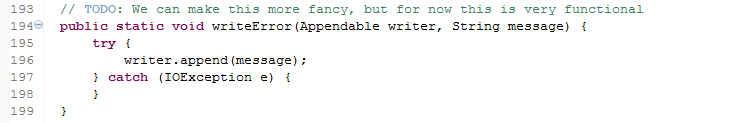 193 // TODO: We can make this more fancy, but for now this is very functional
194 public static void writeError(Appendable writer, String message) {
195 try {
196 writer.append(message);
197 } catch (IOException e) {
198 }
199 }